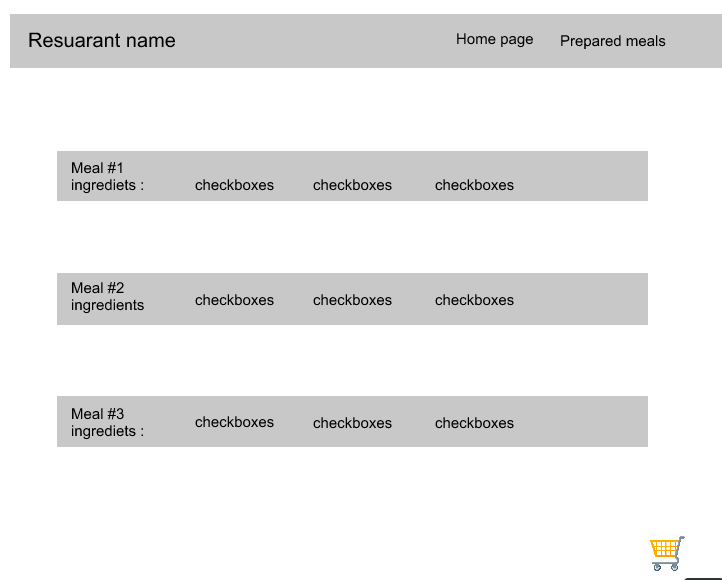 Resuarant name
Home page
Prepared meals
Meal #1
ingrediets :
checkboxes
checkboxes
checkboxes
Meal #2
ingredients
checkboxes
checkboxes
checkboxes
Meal #3
ingrediets :
checkboxes
checkboxes
checkboxes